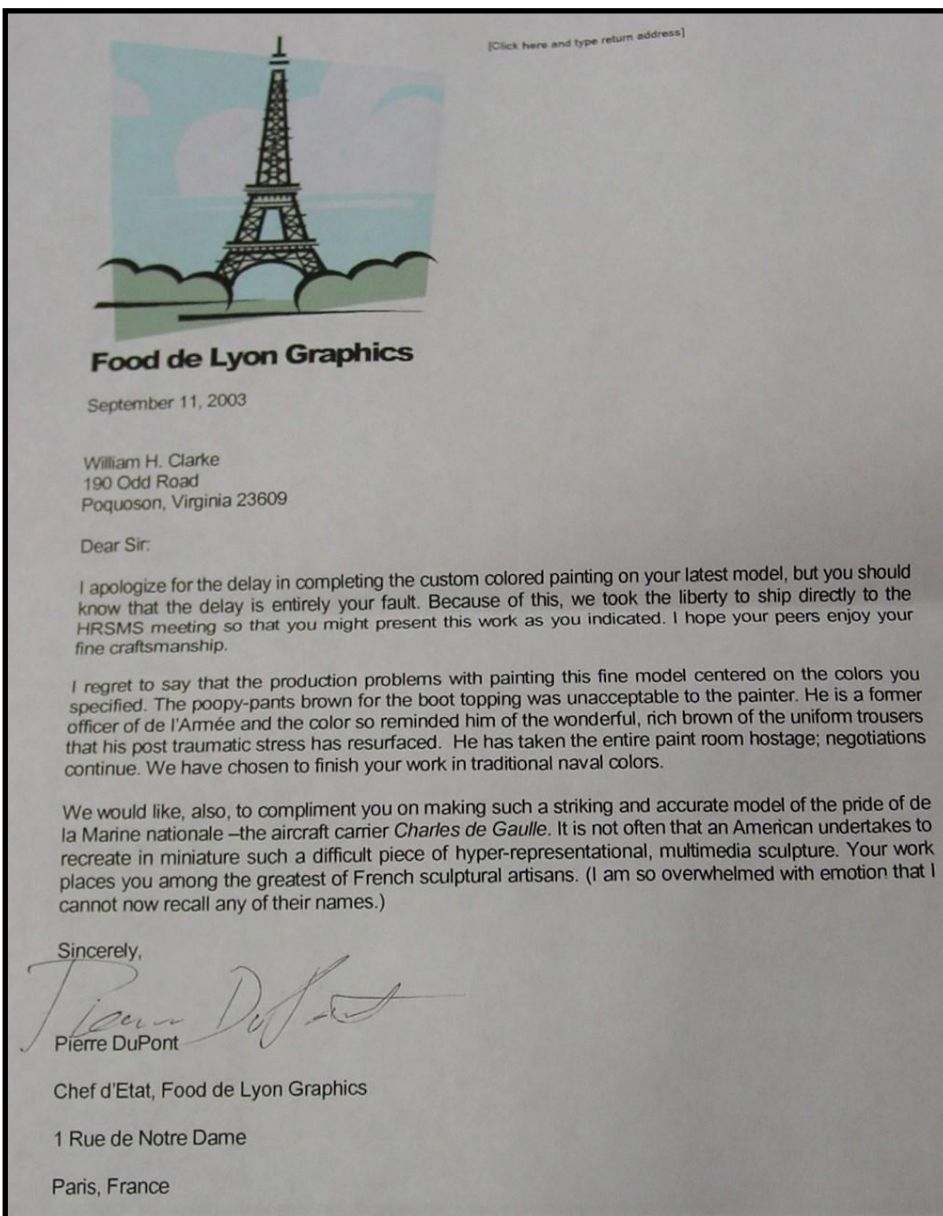 [Click here and type return address]
Food de Lyon Graphics
September 11, 2003
William H. Clarke
190 Odd Road
Poquoson, Virginia 23609
Dear Sir:
I apologize for the delay in completing the custom colored painting on your latest model, but you should
know that the delay is entirely your fault. Because of this, we took the liberty to ship directly to the
HRSMS meeting so that you might present this work as you indicated. I hope your peers enjoy your
fine craftsmanship.
I regret to say that the production problems with painting this fine model centered on the colors you
specified. The poopy-pants brown for the boot topping was unacceptable to the painter. He is a former
officer of de l'Armée and the color so reminded him of the wonderful, rich brown of the uniform trousers
that his post traumatic stress has resurfaced. He has taken the entire paint room hostage; negotiations
continue. We have chosen to finish your work in traditional naval colors.
We would like, also, to compliment you on making such a striking and accurate model of the pride of de
la Marine nationale –the aircraft carrier Charles de Gaulle. It is not often that an American undertakes to
recreate in miniature such a difficult piece of hyper-representational, multimedia sculpture. Your work
places you among the greatest of French sculptural artisans. (I am so overwhelmed with emotion that I
cannot now recall any of their names.)
Sincerely,
Pierre DuPont
Pierre DuPont
Chef d'Etat, Food de Lyon Graphics
1 Rue de Notre Dame
Paris, France